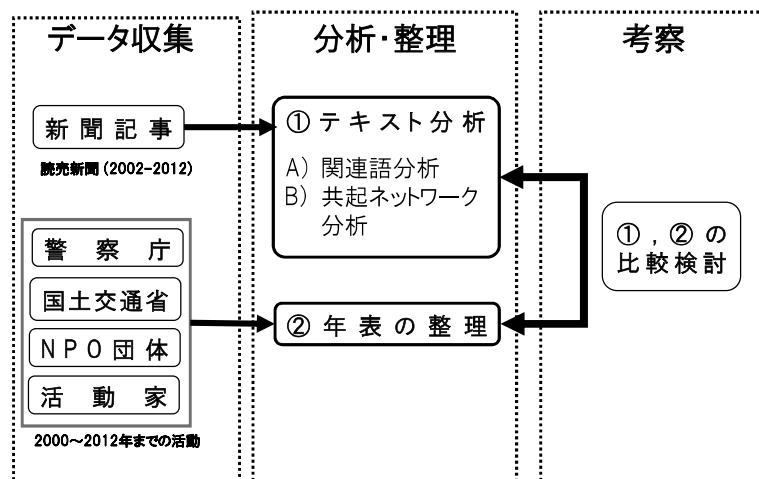 データ収集
新聞記事
読売新聞(2002-2012)
警察庁
国土交通省
NPO団体
活動家
2000～2012年までの活動
分析・整理
①テキスト分析
A) 関連語分析
B) 共起ネットワーク
分析
②年表の整理
考察
①,②の
比較検討